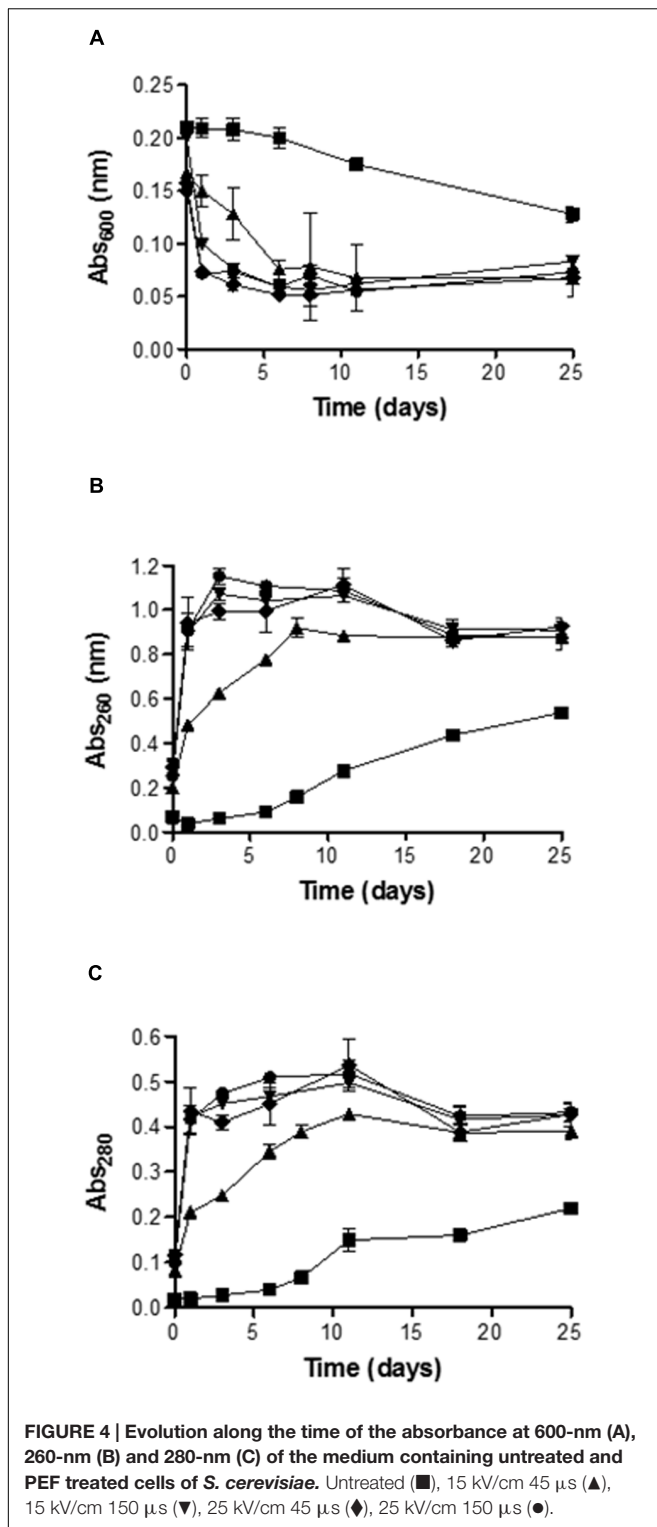 A
0.25
0.20
0.15
0.10
0.05
0.00
Abs600 (nm)
0 5 10 15 20 25
Time (days)
B
1.2
1.0
0.8
0.6
0.4
0.2
0.0
Abs260 (nm)
0 5 10 15 20 25
Time (days)
C
0.6
0.5
0.4
0.3
0.2
0.1
0.0
Abs280
0 5 10 15 20 25
Time (days)
FIGURE 4 | Evolution along the time of the absorbance at 600-nm (A),
260-nm (B) and 280-nm (C) of the medium containing untreated and
PEF treated cells of S. cerevisiae. Untreated (■), 15 kV/cm 45 μs (▲),
15 kV/cm 150 μs (▼), 25 kV/cm 45 μs (♦), 25 kV/cm 150 μs (●).